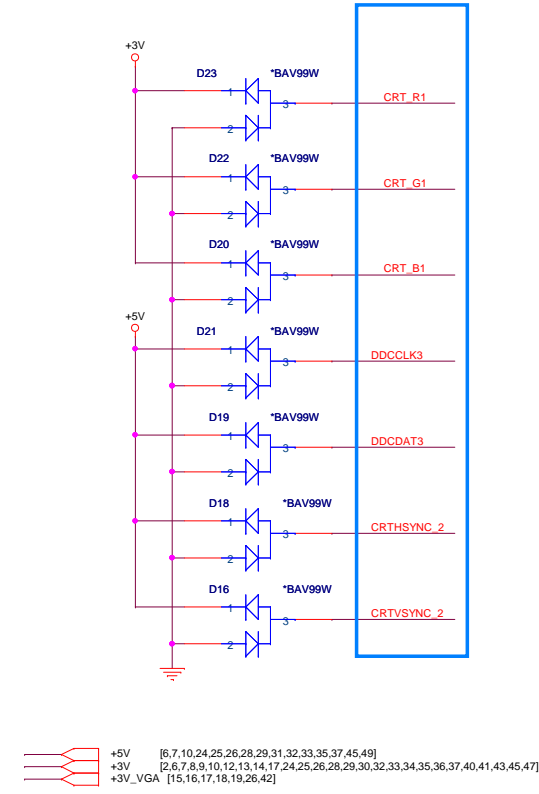 +3V
D23 *BAV99W
1
3 CRT_R1
2
D22 *BAV99W
1
3 CRT_G1
2
D20 *BAV99W
1
3 CRT_B1
2
+5V
D21 *BAV99W
1
3 DDCCLK3
2
D19 *BAV99W
1
3 DDCDAT3
2
D18 *BAV99W
1
3 CRTHSYNC_2
2
D16 *BAV99W
1
3 CRTVSYNC_2
2
+5V [6,7,10,24,25,26,28,29,31,32,33,35,37,45,49]
+3V [2,6,7,8,9,10,12,13,14,17,24,25,26,28,29,30,32,33,34,35,36,37,40,41,43,45,47]
+3V_VGA [15,16,17,18,19,26,42]